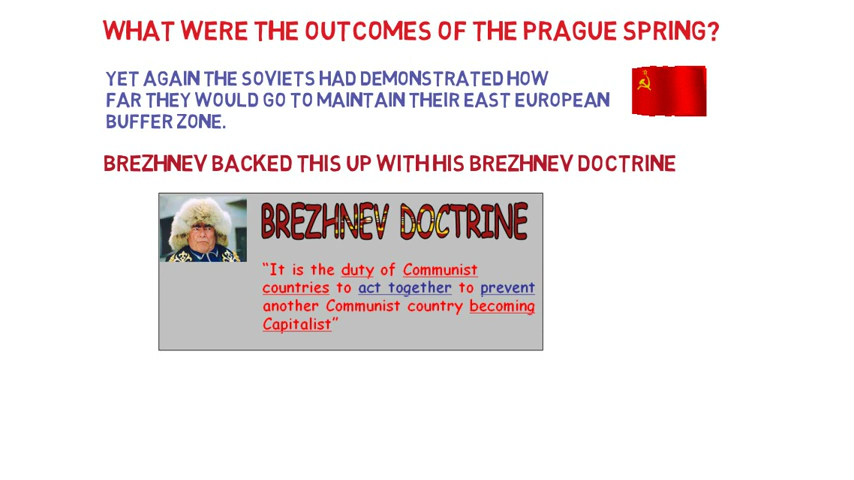 WHAT WERE THE OUTCOMES OF THE PRAGUE SPRING?
YET AGAIN THE SOVIETS HAD DEMONSTRATED HOW
FAR THEY WOULD GO TO MAINTAIN THEIR EAST EUROPEAN
BUFFER ZONE.
BREZHNEV BACKED THIS UP WITH HIS BREZHNEV DOCTRINE
BREZHNEV DOCTRINE
“It is the duty of Communist
countries to act together to prevent
another Communist country becoming
Capitalist”